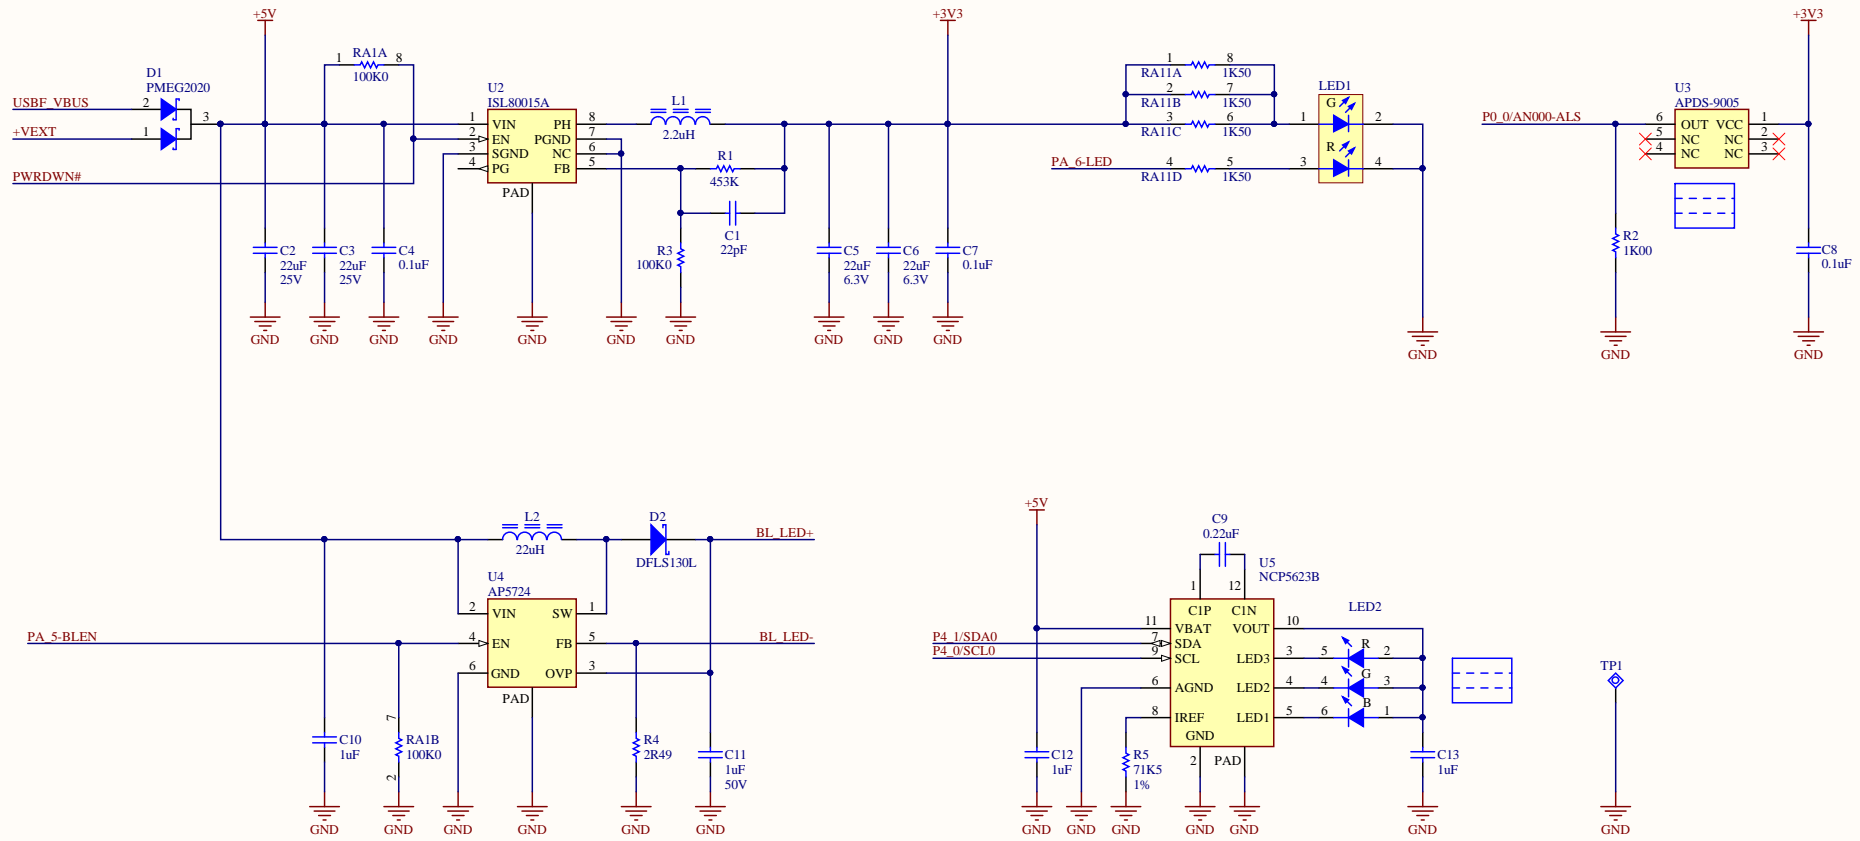 +5V
+3V3
+3V3
D1
PMEG2020
USBF_VBUS 2
3
+VEXT 1
PWRDWN#
1 RA1A 8
100K0
U2
ISL80015A
1 VIN PH 8
2 EN PGND 7
3 SGND NC 6
4 PG FB 5
PAD
L1
2.2uH
R1
453K
C1
22pF
R3
100K0
C2
22uF
25V
C3
22uF
25V
C4
0.1uF
C5
22uF
6.3V
C6
22uF
6.3V
C7
0.1uF
GND
GND
GND
GND
GND
GND
GND
GND
GND
GND
1 8
RA11A 1K50
2 7
RA11B 1K50
3 6
RA11C 1K50
PA_6-LED 4 5
RA11D 1K50
LED1
G
1 2
R
3 4
GND
U3
APDS-9005
P0_0/AN000-ALS
6 OUT VCC 1
5 NC NC 2
4 NC NC 3
R2
1K00
C8
0.1uF
GND
GND
L2
22uH
D2
DFLS130L
BL_LED+
U4
AP5724
2 VIN SW 1
PA_5-BLEN 4 EN FB 5 BL_LED-
6 GND OVP 3
PAD
C10
1uF
7
RA1B
100K0
2
R4
2R49
C11
1uF
50V
GND
GND
GND
GND
GND
GND
+5V
C9
0.22uF
U5
NCP5623B
1 12
C1P C1N
11 VBAT VOUT 10
P4_1/SDA0 7 SDA
P4_0/SCL0 9 SCL LED3 3
6 AGND LED2 4
8 IREF LED1 5
GND
2 PAD
LED2
R
5 2
G
4 3
B
6 1
C12
1uF
R5
71K5
1%
C13
1uF
GND
GND
GND
GND
GND
GND
TP1
GND